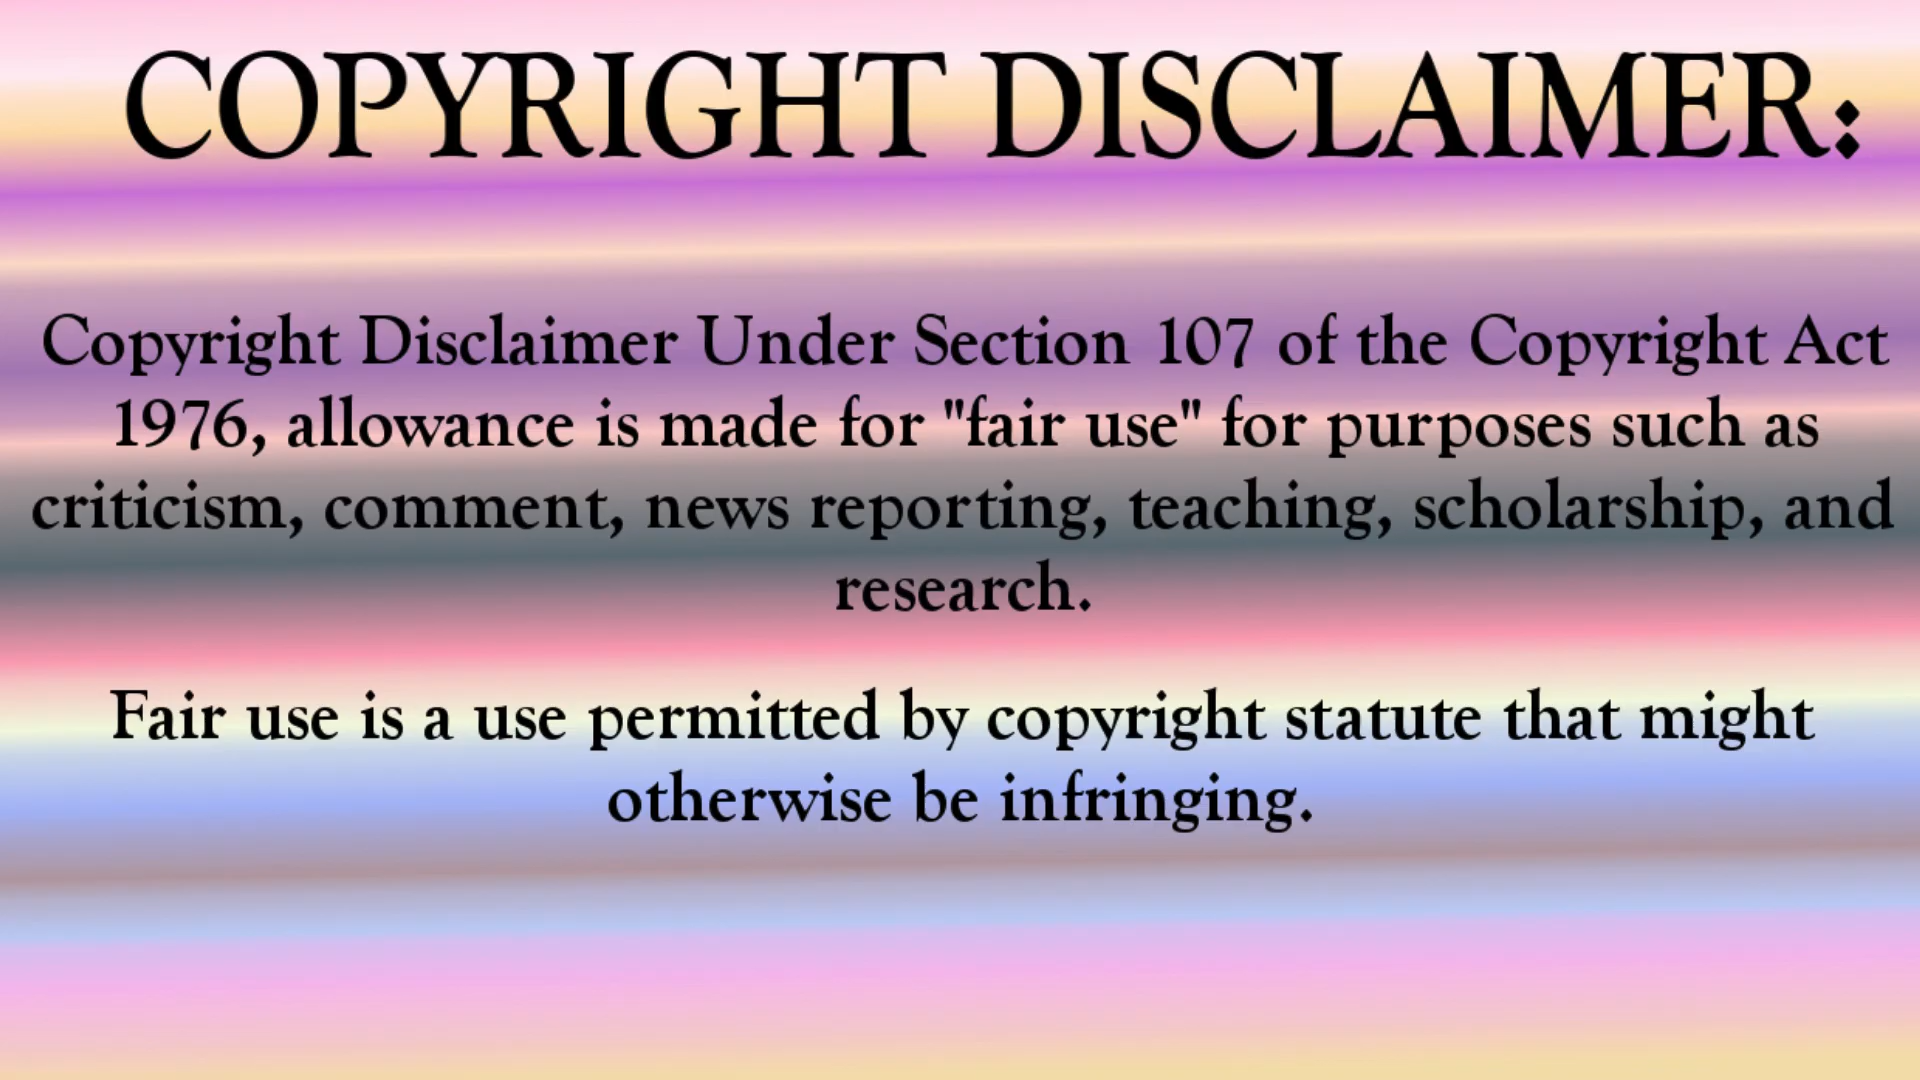 COPYRIGHT DISCLAIMER:
Copyright Disclaimer Under Section 107 of the Copyright Act
1976, allowance is made for "fair use" for purposes such as
criticism, comment, news reporting, teaching, scholarship, and
research.
Fair use is a use permitted by copyright statute that might
otherwise be infringing.